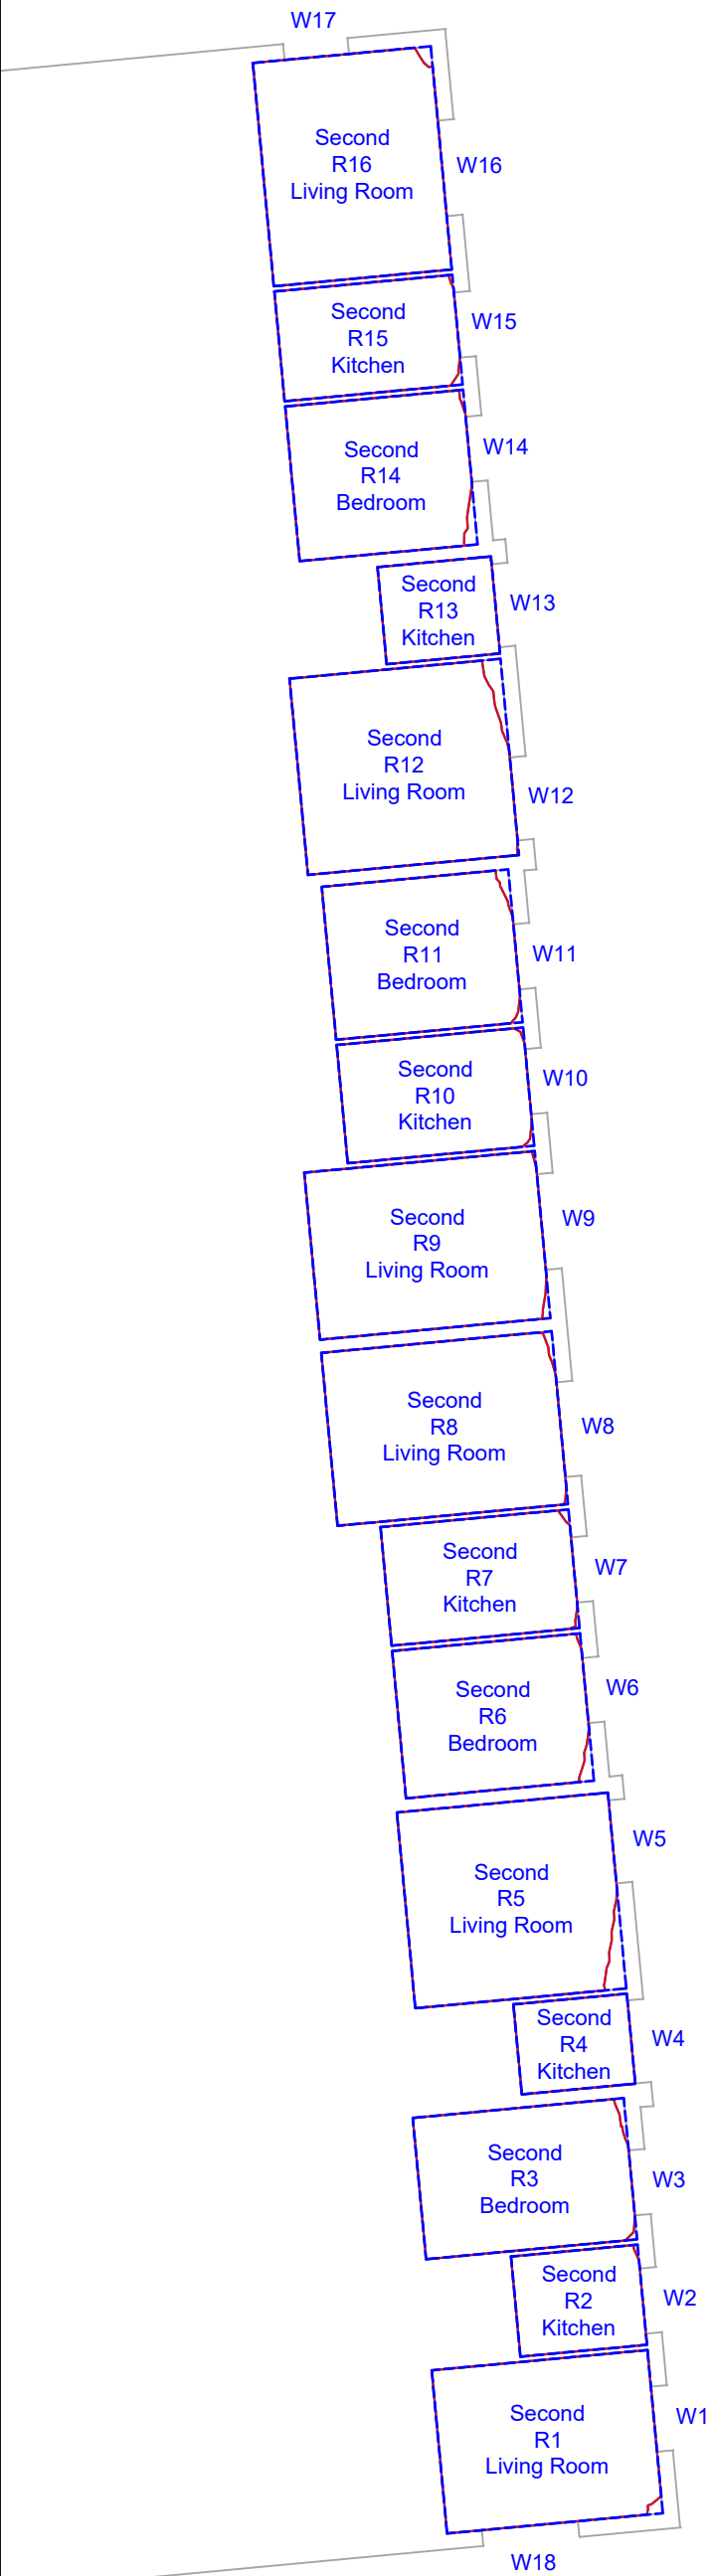 W17
Second
R16
Living Room
W16
Second
R15
Kitchen
W15
Second
R14
Bedroom
W14
Second
R13
Kitchen
W13
Second
R12
Living Room
W12
Second
R11
Bedroom
W11
Second
R10
Kitchen
W10
Second
R9
Living Room
W9
Second
R8
Living Room
W8
Second
R7
Kitchen
W7
Second
R6
Bedroom
W6
Second
R5
Living Room
W5
Second
R4
Kitchen
W4
Second
R3
Bedroom
W3
Second
R2
Kitchen
W2
Second
R1
Living Room
W1
W18